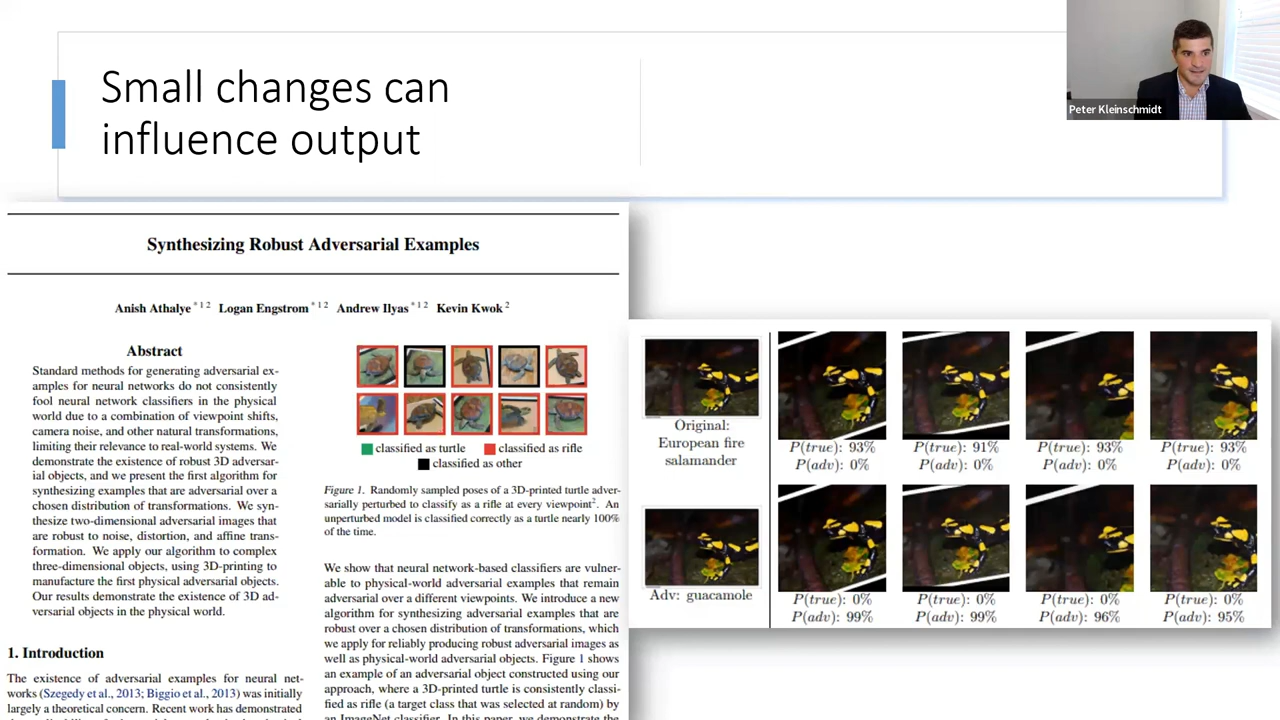 Small changes can
influence output
Peter Kleinschmidt
Synthesizing Robust Adversarial Examples
Anish Athalye *12 Logan Engstrom *12 Andrew Ilyas *12 Kevin Kwok 2
Abstract
Standard methods for generating adversarial ex-
amples for neural networks do not consistently
fool neural network classifiers in the physical
world due to a combination of viewpoint shifts,
camera noise, and other natural transformations,
limiting their relevance to real-world systems. We
demonstrate the existence of robust 3D adversar-
ial objects, and we present the first algorithm for
synthesizing examples that are adversarial over a
chosen distribution of transformations. We syn-
thesize two-dimensional adversarial images that
are robust to noise, distortion, and affine trans-
formation. We apply our algorithm to complex
three-dimensional objects, using 3D-printing to
manufacture the first physical adversarial objects.
Our results demonstrate the existence of 3D ad-
versarial objects in the physical world.
1. Introduction
The existence of adversarial examples for neural net-
works (Szegedy et al., 2013; Biggio et al., 2013) was initially
largely a theoretical concern. Recent work has demonstrated
classified as turtle classified as rifle
classified as other
Figure 1. Randomly sampled poses of a 3D-printed turtle adver-
sarially perturbed to classify as a rifle at every viewpoint2. An
unperturbed model is classified correctly as a turtle nearly 100%
of the time.
We show that neural network-based classifiers are vulner-
able to physical-world adversarial examples that remain
adversarial over a different viewpoints. We introduce a new
algorithm for synthesizing adversarial examples that are
robust over a chosen distribution of transformations, which
we apply for reliably producing robust adversarial images as
well as physical-world adversarial objects. Figure 1 shows
an example of an adversarial object constructed using our
approach, where a 3D-printed turtle is consistently classi-
fied as rifle (a target class that was selected at random) by
an ImageNet classifier. In this paper, we demonstrate the
Original:
European fire
salamander
P(true): 93% P(true): 91% P(true): 93% P(true): 93%
P(adv): 0% P(adv): 0% P(adv): 0% P(adv): 0%
Adv: guacamole
P(true): 0% P(true): 0% P(true): 0% P(true): 0%
P(adv): 99% P(adv): 99% P(adv): 96% P(adv): 95%